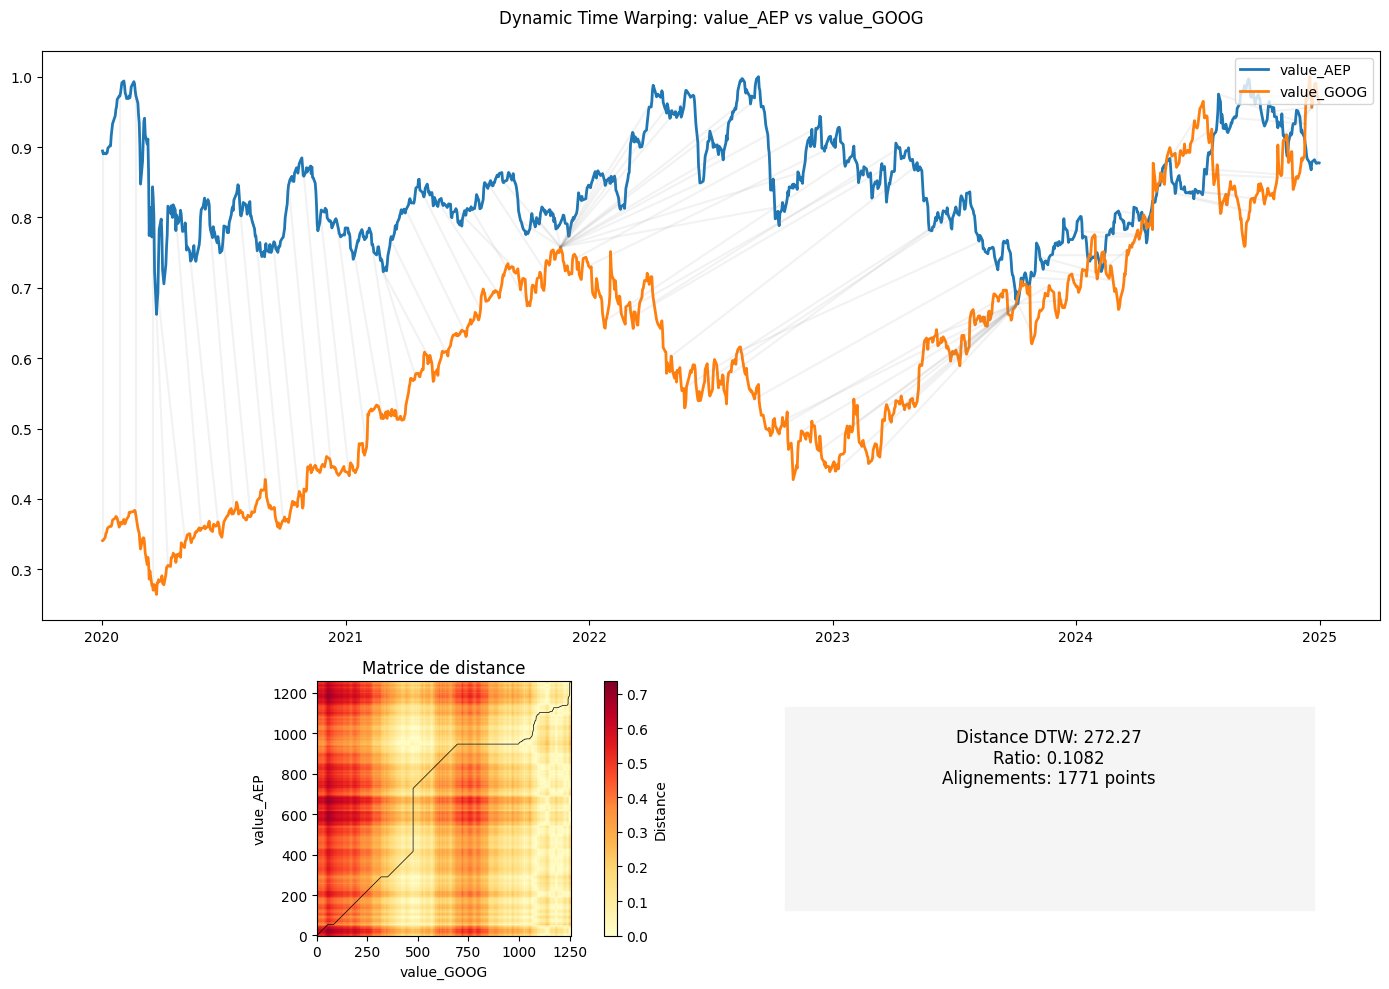 Dynamic Time Warping: value_AEP vs value_GOOG
value_AEP
value_GOOG
1.0
0.9
0.8
0.7
0.6
0.5
0.4
0.3
2020 2021 2022 2023 2024 2025
Matrice de distance
value_AEP
1200
1000
800
600
400
200
0
0 250 500 750 1000 1250
value_GOOG
0.7
0.6
0.5
0.4
0.3
0.2
0.1
0.0
Distance
Distance DTW: 272.27
Ratio: 0.1082
Alignements: 1771 points